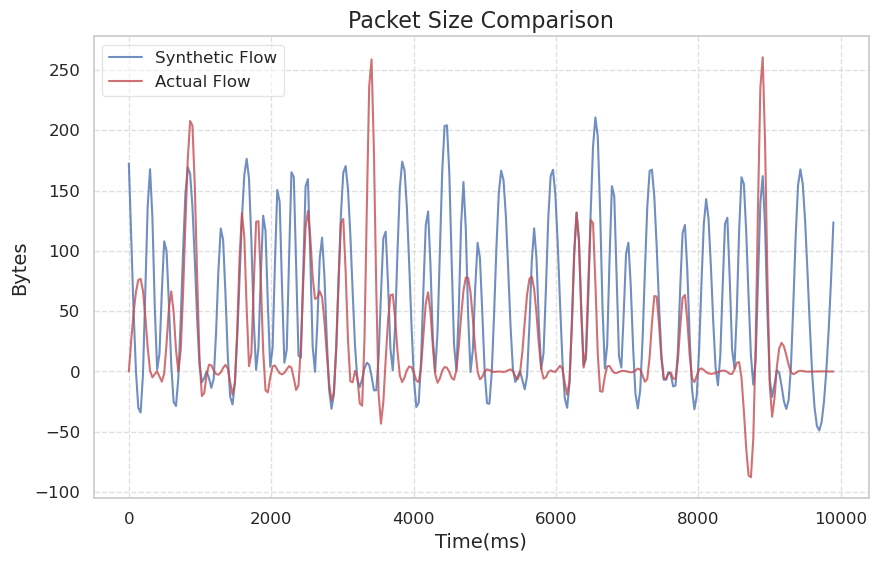 Packet Size Comparison
Synthetic Flow
Actual Flow
250
200
150
100
50
0
−50
−100
Bytes
0 2000 4000 6000 8000 10000
Time(ms)